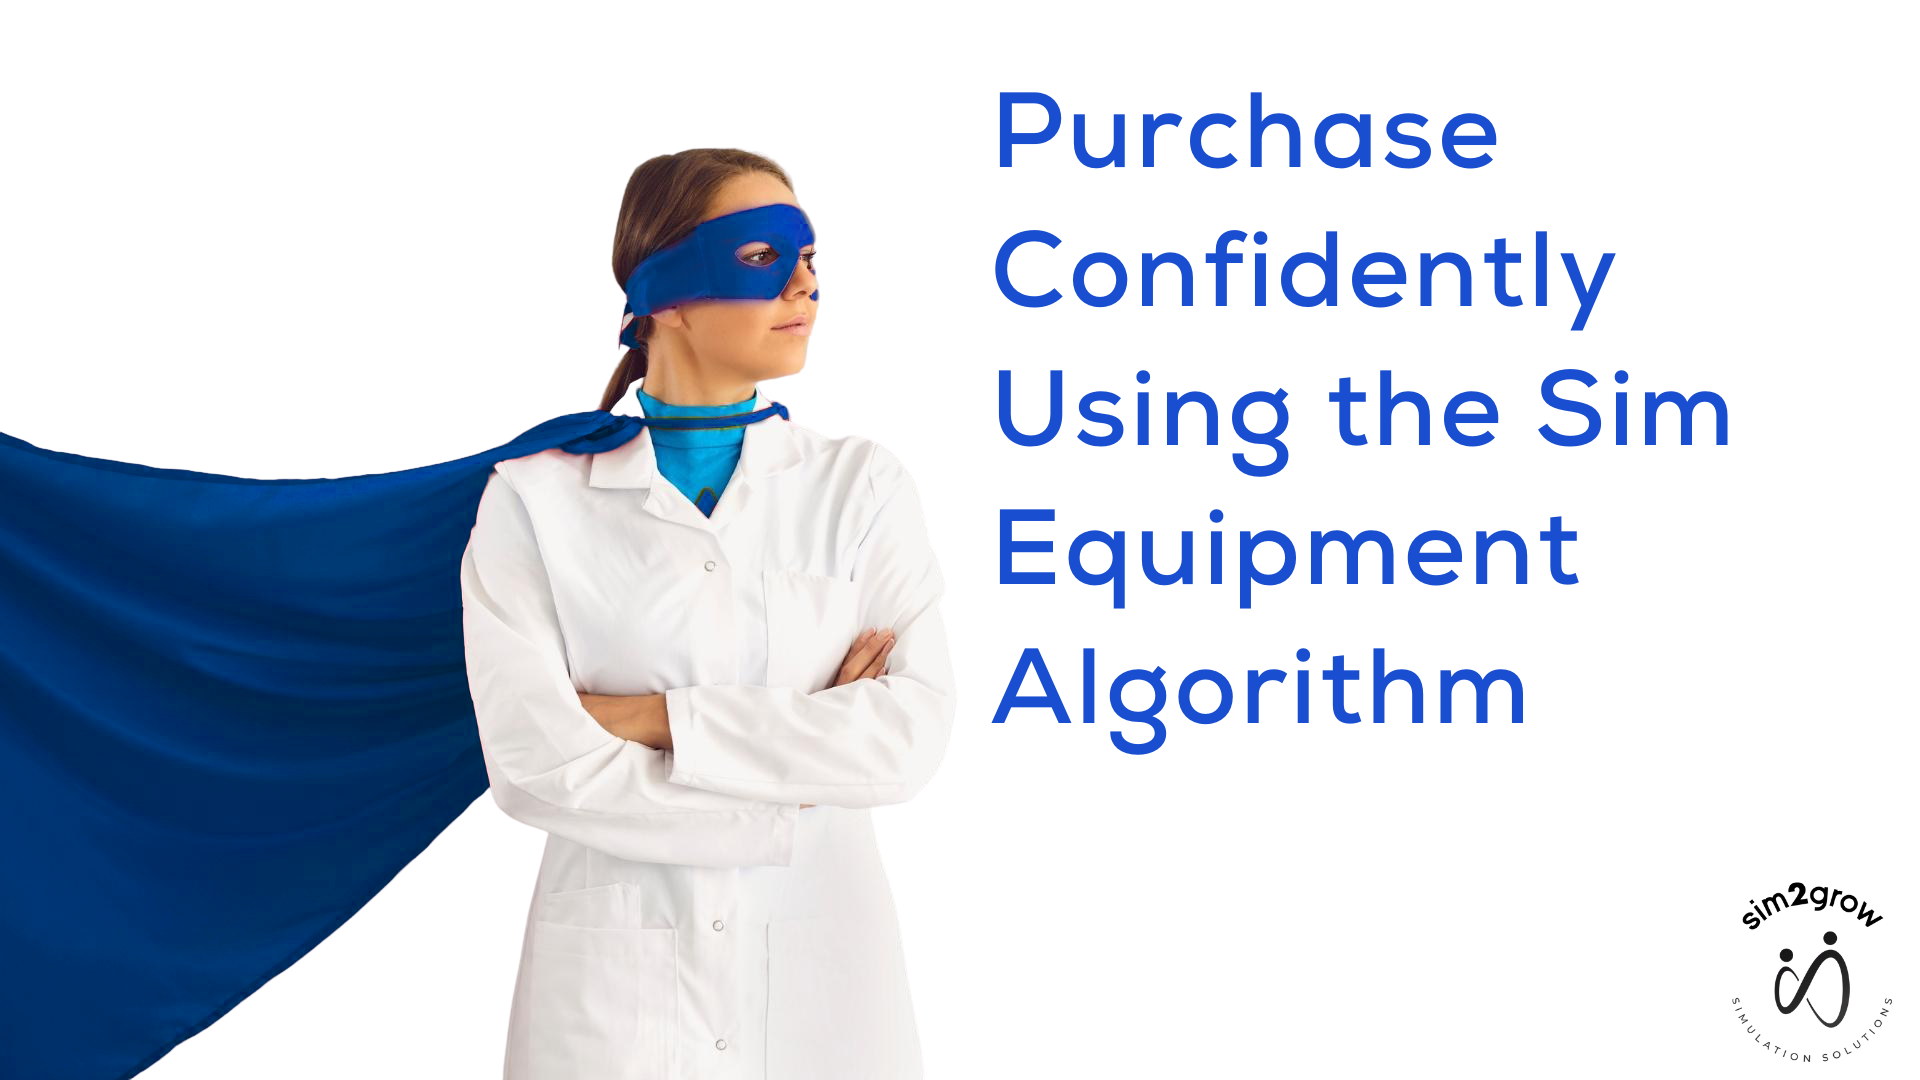 Purchase
Confidently
Using the Sim
Equipment
Algorithm
sim2grow
SIMULATION SOLUTIONS